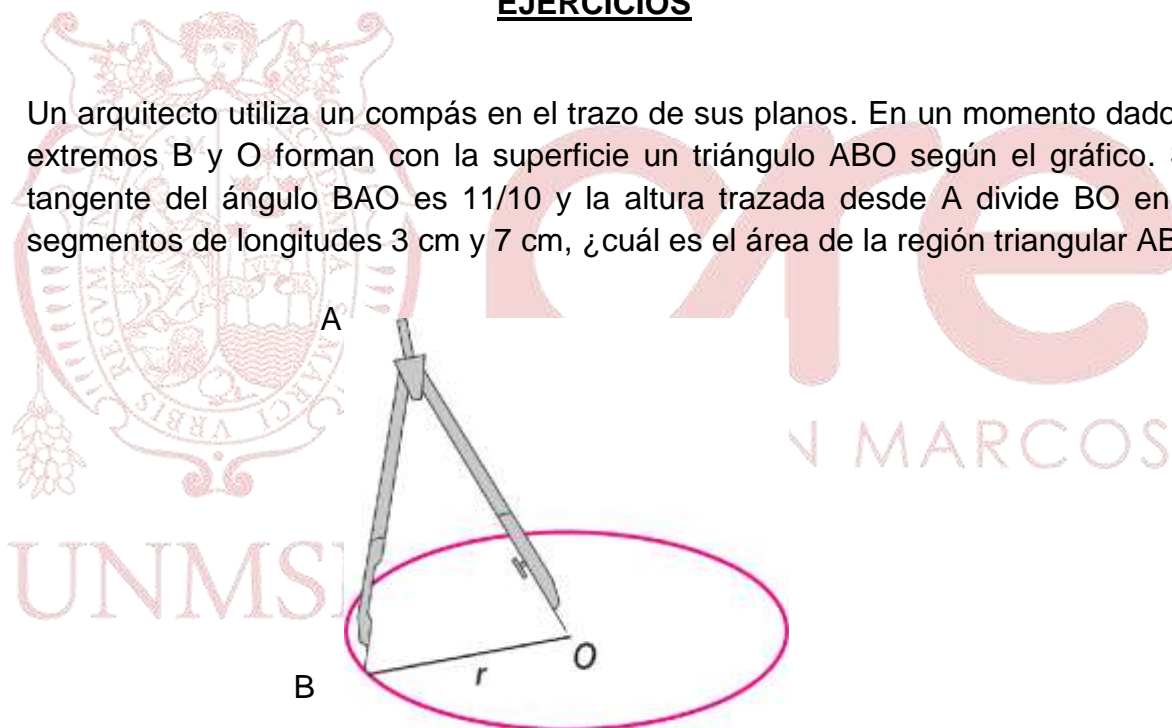 EJERCICIOS
Un arquitecto utiliza un compás en el trazo de sus planos. En un momento dado
extremos B y O forman con la superficie un triángulo ABO según el gráfico.
tangente del ángulo BAO es 11/10 y la altura trazada desde A divide BO en
segmentos de longitudes 3 cm y 7 cm, ¿cuál es el área de la región triangular AB
A
N MARCOS
UNMS
O
r
B